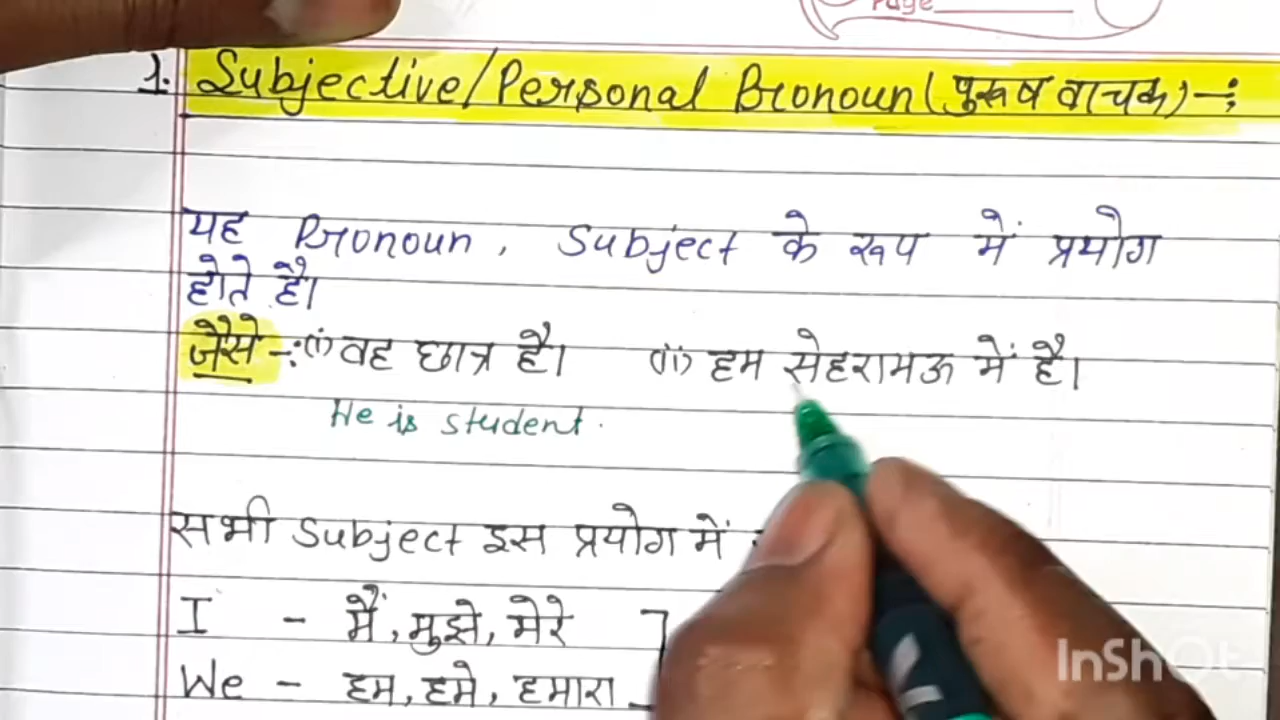 Page
1. Subjective/Personal Pronoun (पुरूष वाचक) -:
यह Pronoun, Subject के रूप में प्रयोग
होते है।
जैसे -: (i) वह छात्र है। (ii) हम सेहरामऊ में है।
He is student.
सभी Subject इस प्रयोग में
I - मैं, मुझे, मेरे ]
We - हम, हमे, हमारा
InShOt